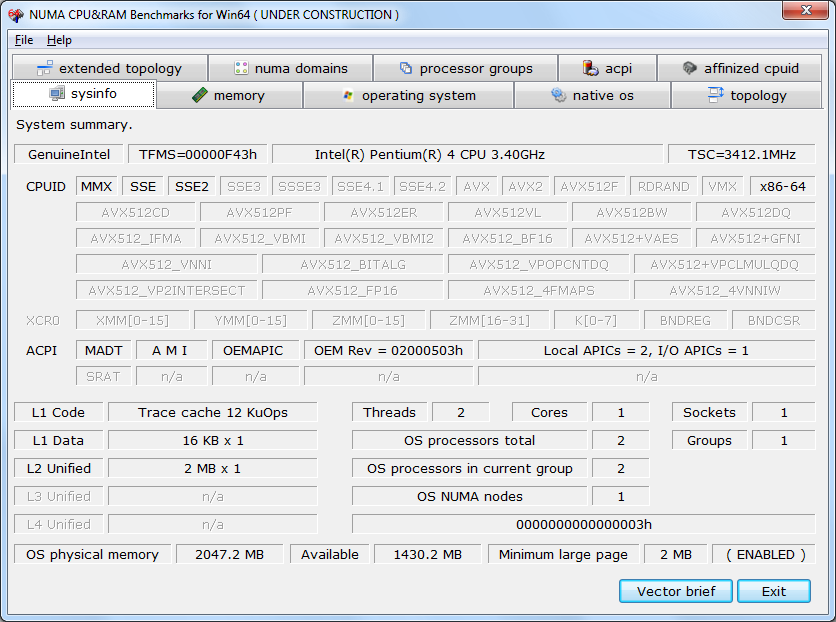 NUMA CPU&RAM Benchmarks for Win64 ( UNDER CONSTRUCTION )
File Help
extended topology numa domains processor groups acpi affinized cpuid
sysinfo memory operating system native os topology
System summary.
GenuineIntel TFMS=00000F43h Intel(R) Pentium(R) 4 CPU 3.40GHz TSC=3412.1MHz
CPUID MMX SSE SSE2 SSE3 SSSE3 SSE4.1 SSE4.2 AVX AVX2 AVX512F RDRAND VMX x86-64
AVX512CD AVX512PF AVX512ER AVX512VL AVX512BW AVX512DQ
AVX512_IFMA AVX512_VBMI AVX512_VBMI2 AVX512_BF16 AVX512+VAES AVX512+GFNI
AVX512_VNNI AVX512_BITALG AVX512_VPOPCNTDQ AVX512+VPCLMULQDQ
AVX512_VP2INTERSECT AVX512_FP16 AVX512_4FMAPS AVX512_4VNNIW
XCR0 XMM[0-15] YMM[0-15] ZMM[0-15] ZMM[16-31] K[0-7] BNDREG BNDCSR
ACPI MADT A M I OEMAPIC OEM Rev = 02000503h Local APICs = 2, I/O APICs = 1
SRAT n/a n/a n/a n/a
L1 Code Trace cache 12 KuOps Threads 2 Cores 1 Sockets 1
L1 Data 16 KB x 1 OS processors total 2 Groups 1
L2 Unified 2 MB x 1 OS processors in current group 2
L3 Unified n/a OS NUMA nodes 1
L4 Unified n/a 0000000000000003h
OS physical memory 2047.2 MB Available 1430.2 MB Minimum large page 2 MB ( ENABLED )
Vector brief Exit